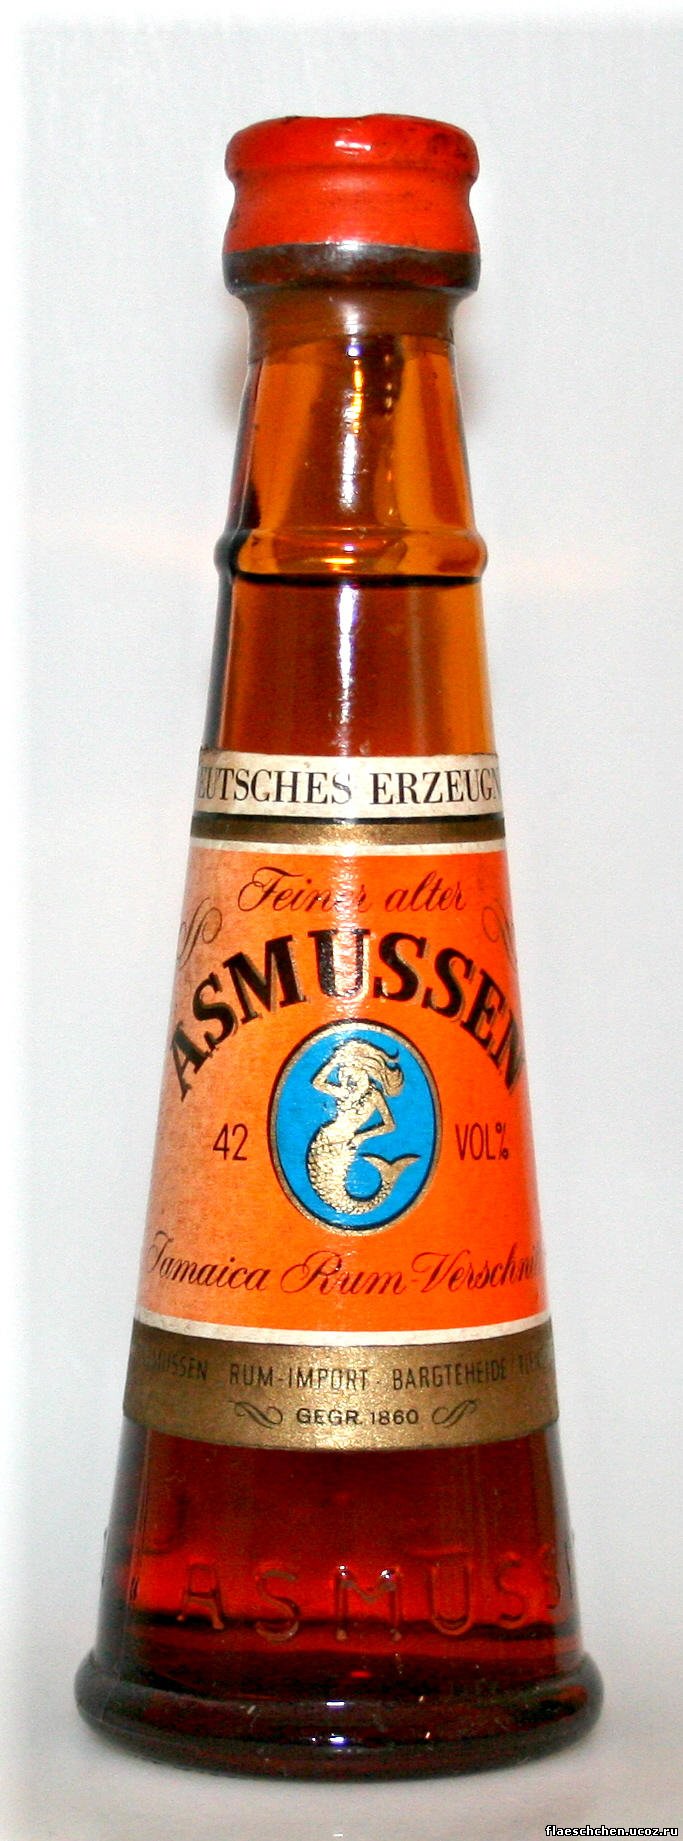 EUTSCHES ERZEUGN
Feiner alter
ASMUSSEN
42 VOL%
Jamaica Rum-Verschnitt
MUSSEN RUM-IMPORT · BARGTEHEIDE
GEGR. 1860
ASMUSS
flaeschchen.ucoz.ru